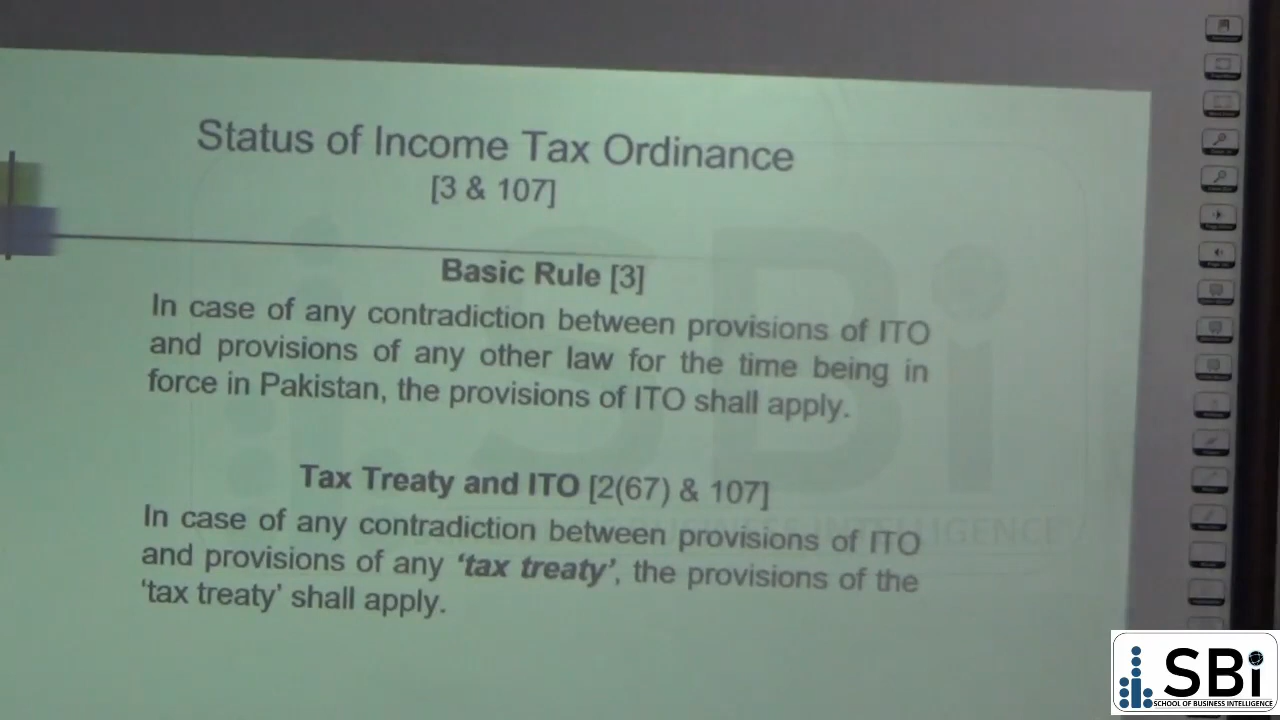 Status of Income Tax Ordinance
[3 & 107]
Basic Rule [3]
In case of any contradiction between provisions of ITO
and provisions of any other law for the time being in
force in Pakistan, the provisions of ITO shall apply.
Tax Treaty and ITO [2(67) & 107]
In case of any contradiction between provisions of ITO
and provisions of any ‘tax treaty’, the provisions of the
‘tax treaty’ shall apply.
SBi
INTELLIGENCE
SBi
SCHOOL OF BUSINESS INTELLIGENCE